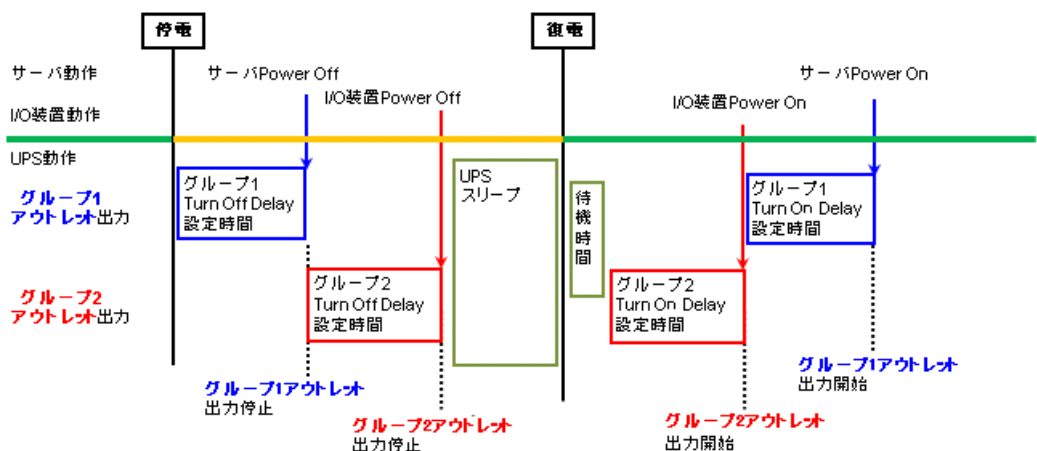 停電
復電
サーバ動作
サーバPower Off
サーバPower On
I/O装置Power Off
I/O装置Power On
I/O装置動作
UPS動作
グループ1
アウトレット出力
グループ1
Turn Off Delay
設定時間
UPS
スリープ
待機時間
グループ1
Turn On Delay
設定時間
グループ2
アウトレット出力
グループ2
Turn Off Delay
設定時間
グループ2
Turn On Delay
設定時間
グループ1アウトレット
出力停止
グループ1アウトレット
出力開始
グループ2アウトレット
出力停止
グループ2アウトレット
出力開始